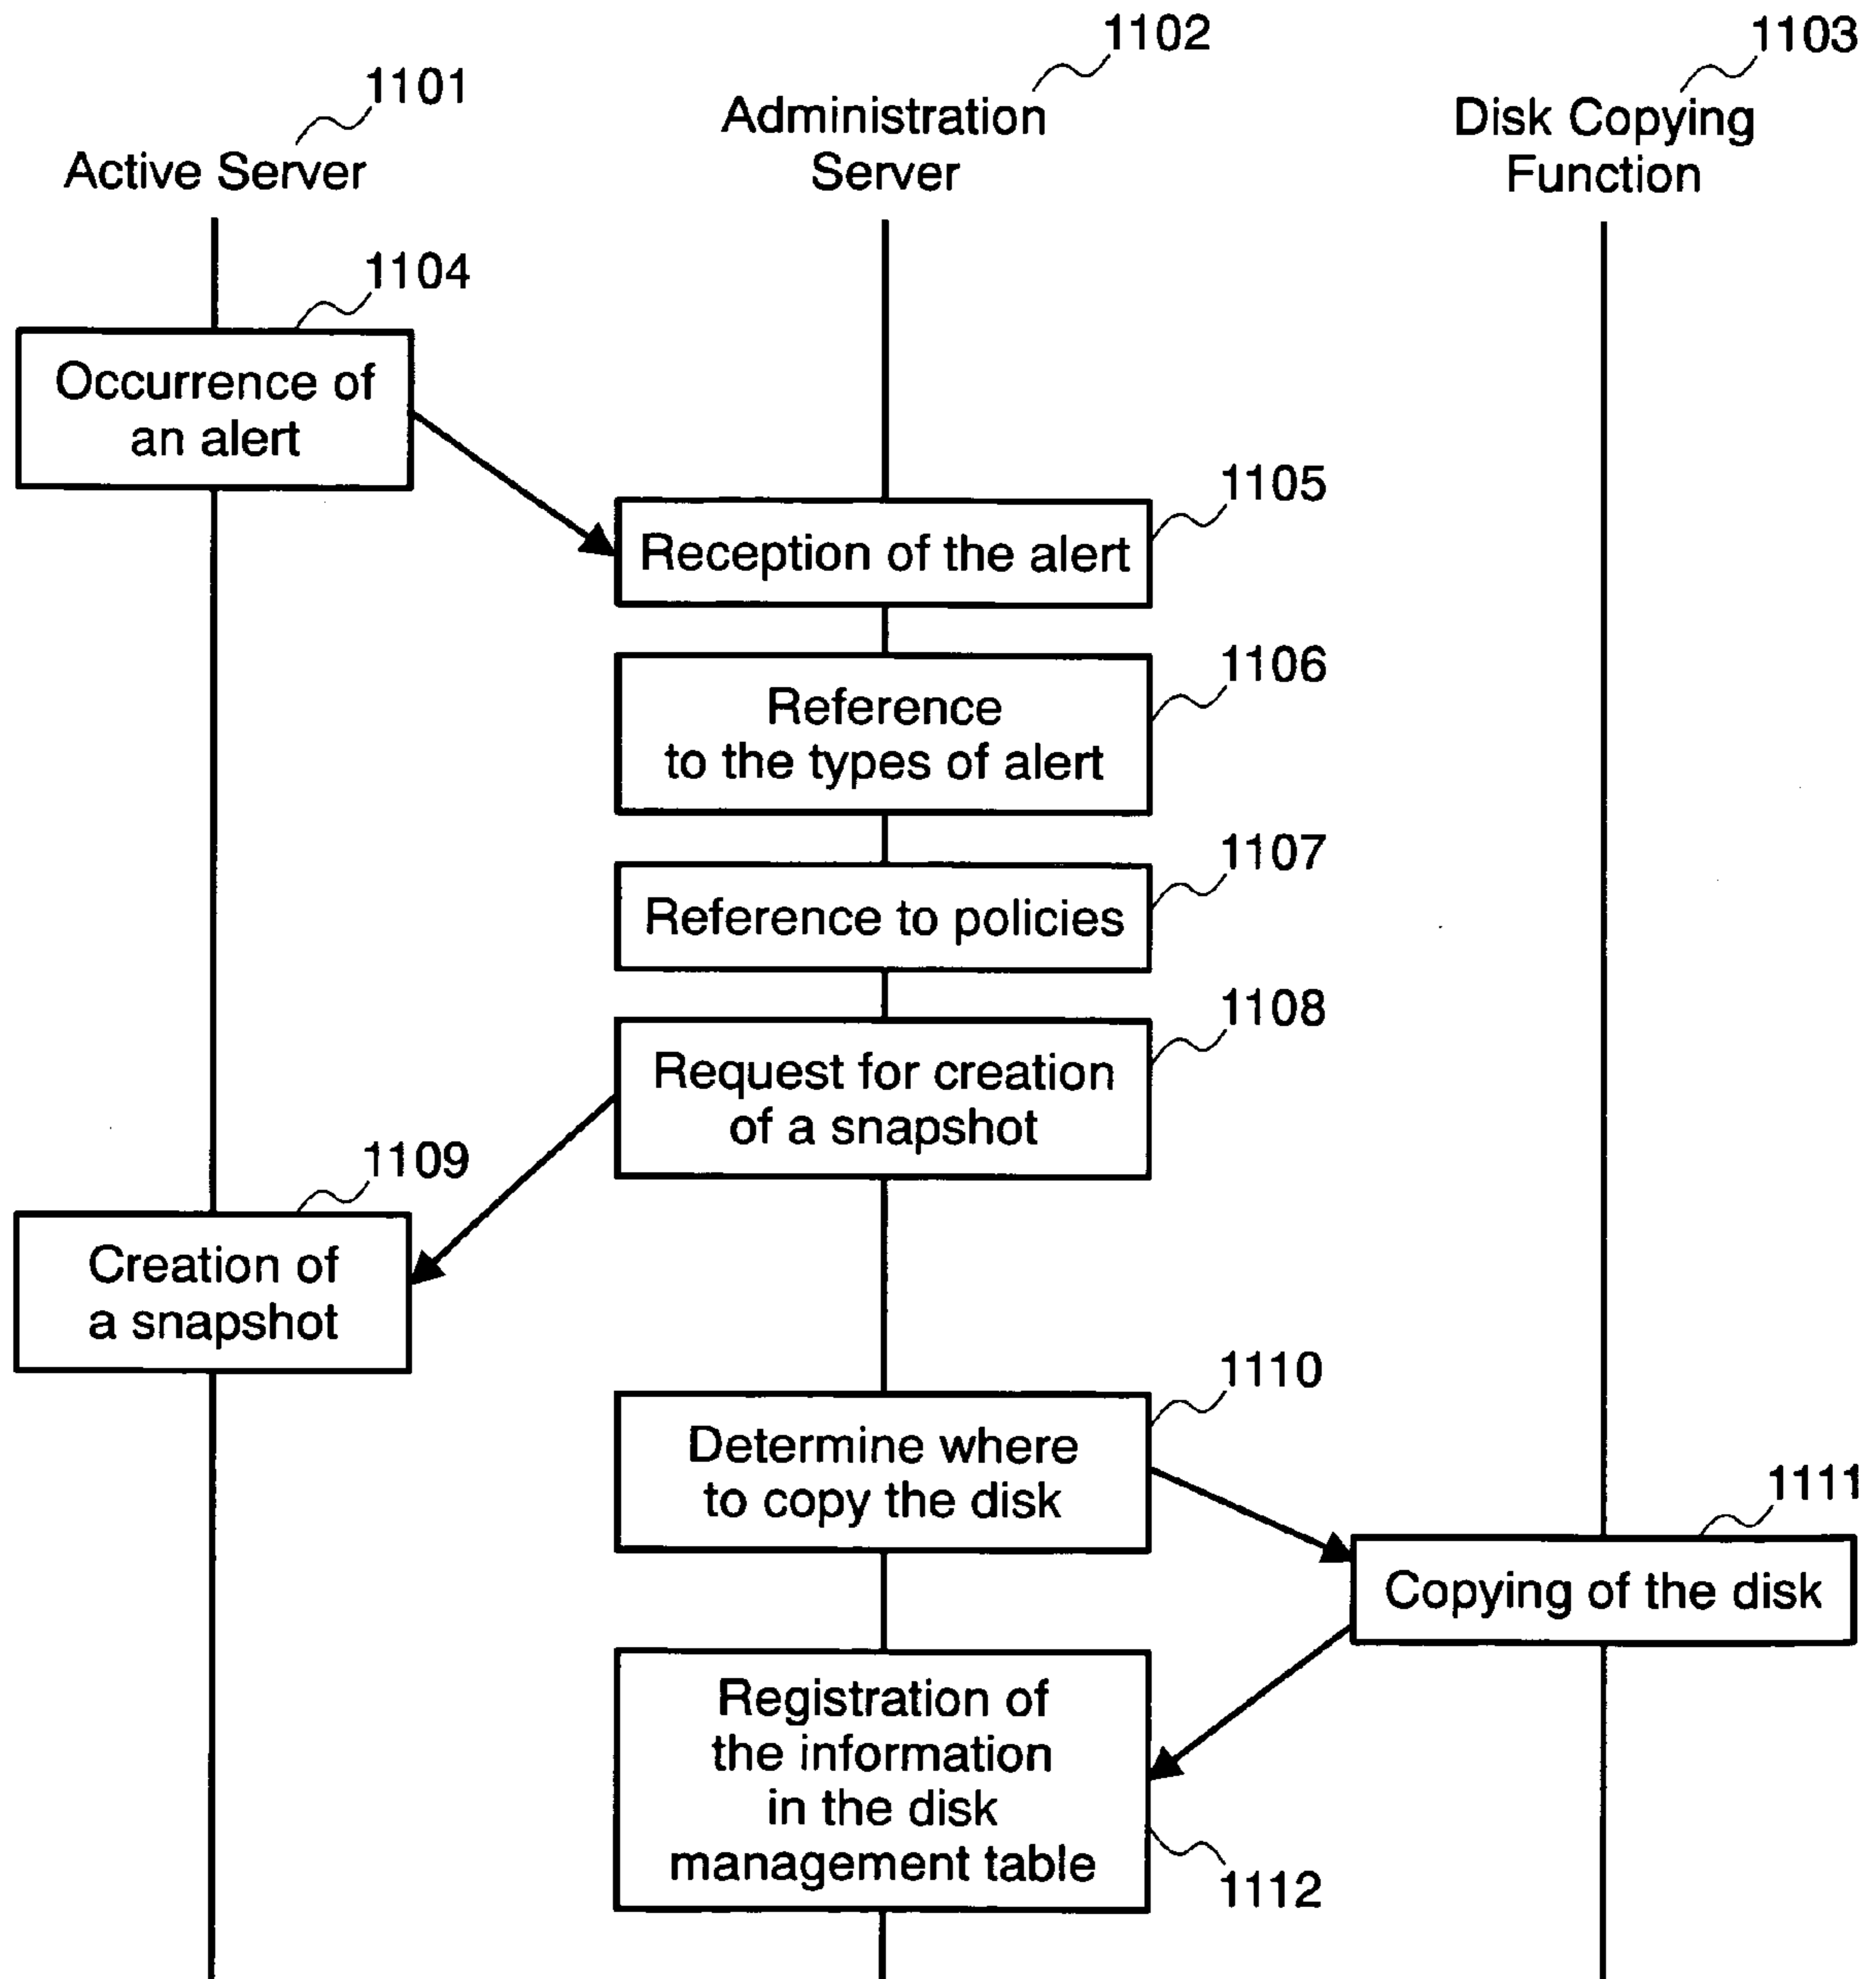 1102
1103
1101
Administration
Server
Disk Copying
Function
Active Server
1104
Occurrence of
an alert
1105
Reception of the alert
1106
Reference
to the types of alert
1107
Reference to policies
1108
Request for creation
of a snapshot
1109
Creation of
a snapshot
1110
Determine where
to copy the disk
1111
Copying of the disk
Registration of
the information
in the disk
management table
1112